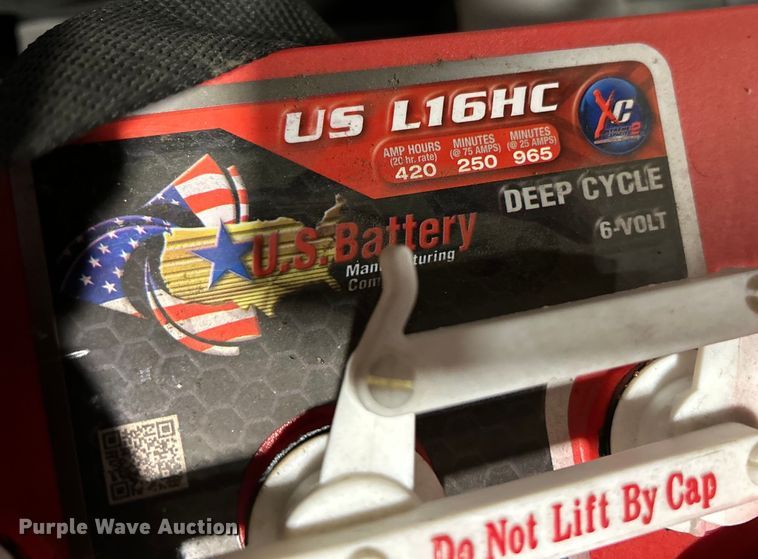 US L16HC
XC
AMP HOURS
(20 hr. rate)
420
MINUTES
(@ 75 AMPS)
250
MINUTES
(@ 25 AMPS)
965
DEEP CYCLE
6-VOLT
U.S.Battery
Do Not Lift By Cap
Purple Wave Auction